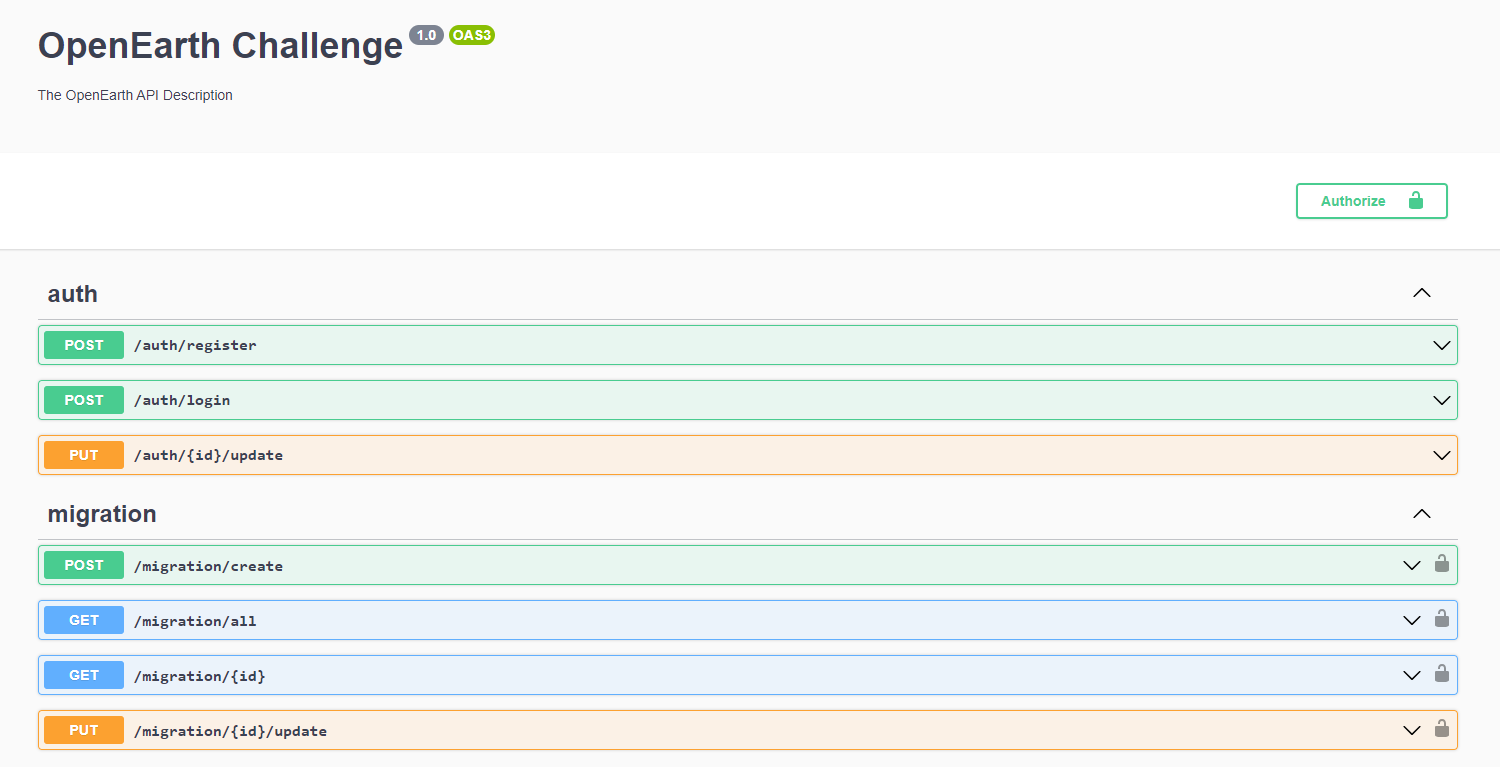 OpenEarth Challenge 1.0 OAS3
The OpenEarth API Description
Authorize
auth
POST /auth/register
POST /auth/login
PUT /auth/{id}/update
migration
POST /migration/create
GET /migration/all
GET /migration/{id}
PUT /migration/{id}/update